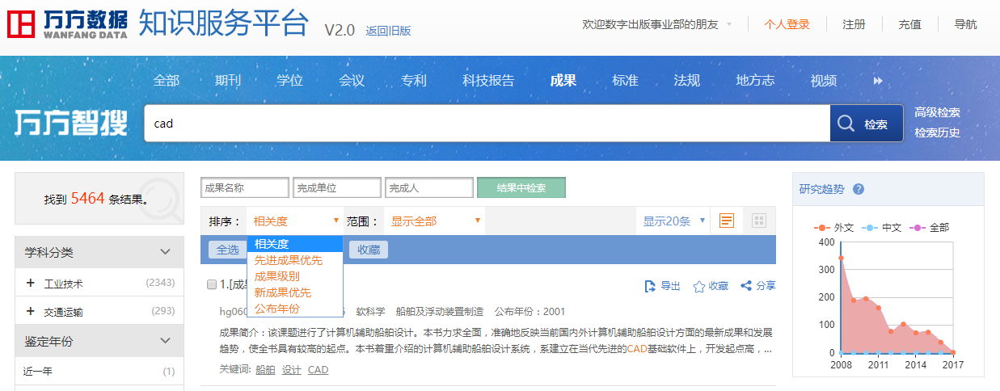 万方数据 知识服务平台 V2.0 返回旧版
WANFANG DATA
欢迎数字出版事业部的朋友 个人登录 注册 充值 导航
全部 期刊 学位 会议 专利 科技报告 成果 标准 法规 地方志 视频
万方智搜 cad 检索
高级检索
检索历史
找到 5464 条结果。
学科分类
+ 工业技术 (2343)
+ 交通运输 (293)
鉴定年份
近一年 (1)
成果名称 完成单位 完成人 结果中检索
排序： 相关度 范围： 显示全部 显示20条
全选 收藏
相关度
先进成果优先
成果级别
新成果优先
公布年份
1.[成 导出 收藏 分享
hg060 软科学 船舶及浮动装置制造 公布年份：2001
成果简介：该课题进行了计算机辅助船舶设计。本书力求全面，准确地反映当前国内外计算机辅助船舶设计方面的最新成果和发展
趋势，使全书具有较高的起点。本书着重介绍的计算机辅助船舶设计系统，系建立在当代先进的CAD基础软件上，开发起点高，...
关键词: 船舶 设计 CAD
研究趋势 ?
外文 中文 全部
400
300
200
100
0
2008 2011 2014 2017